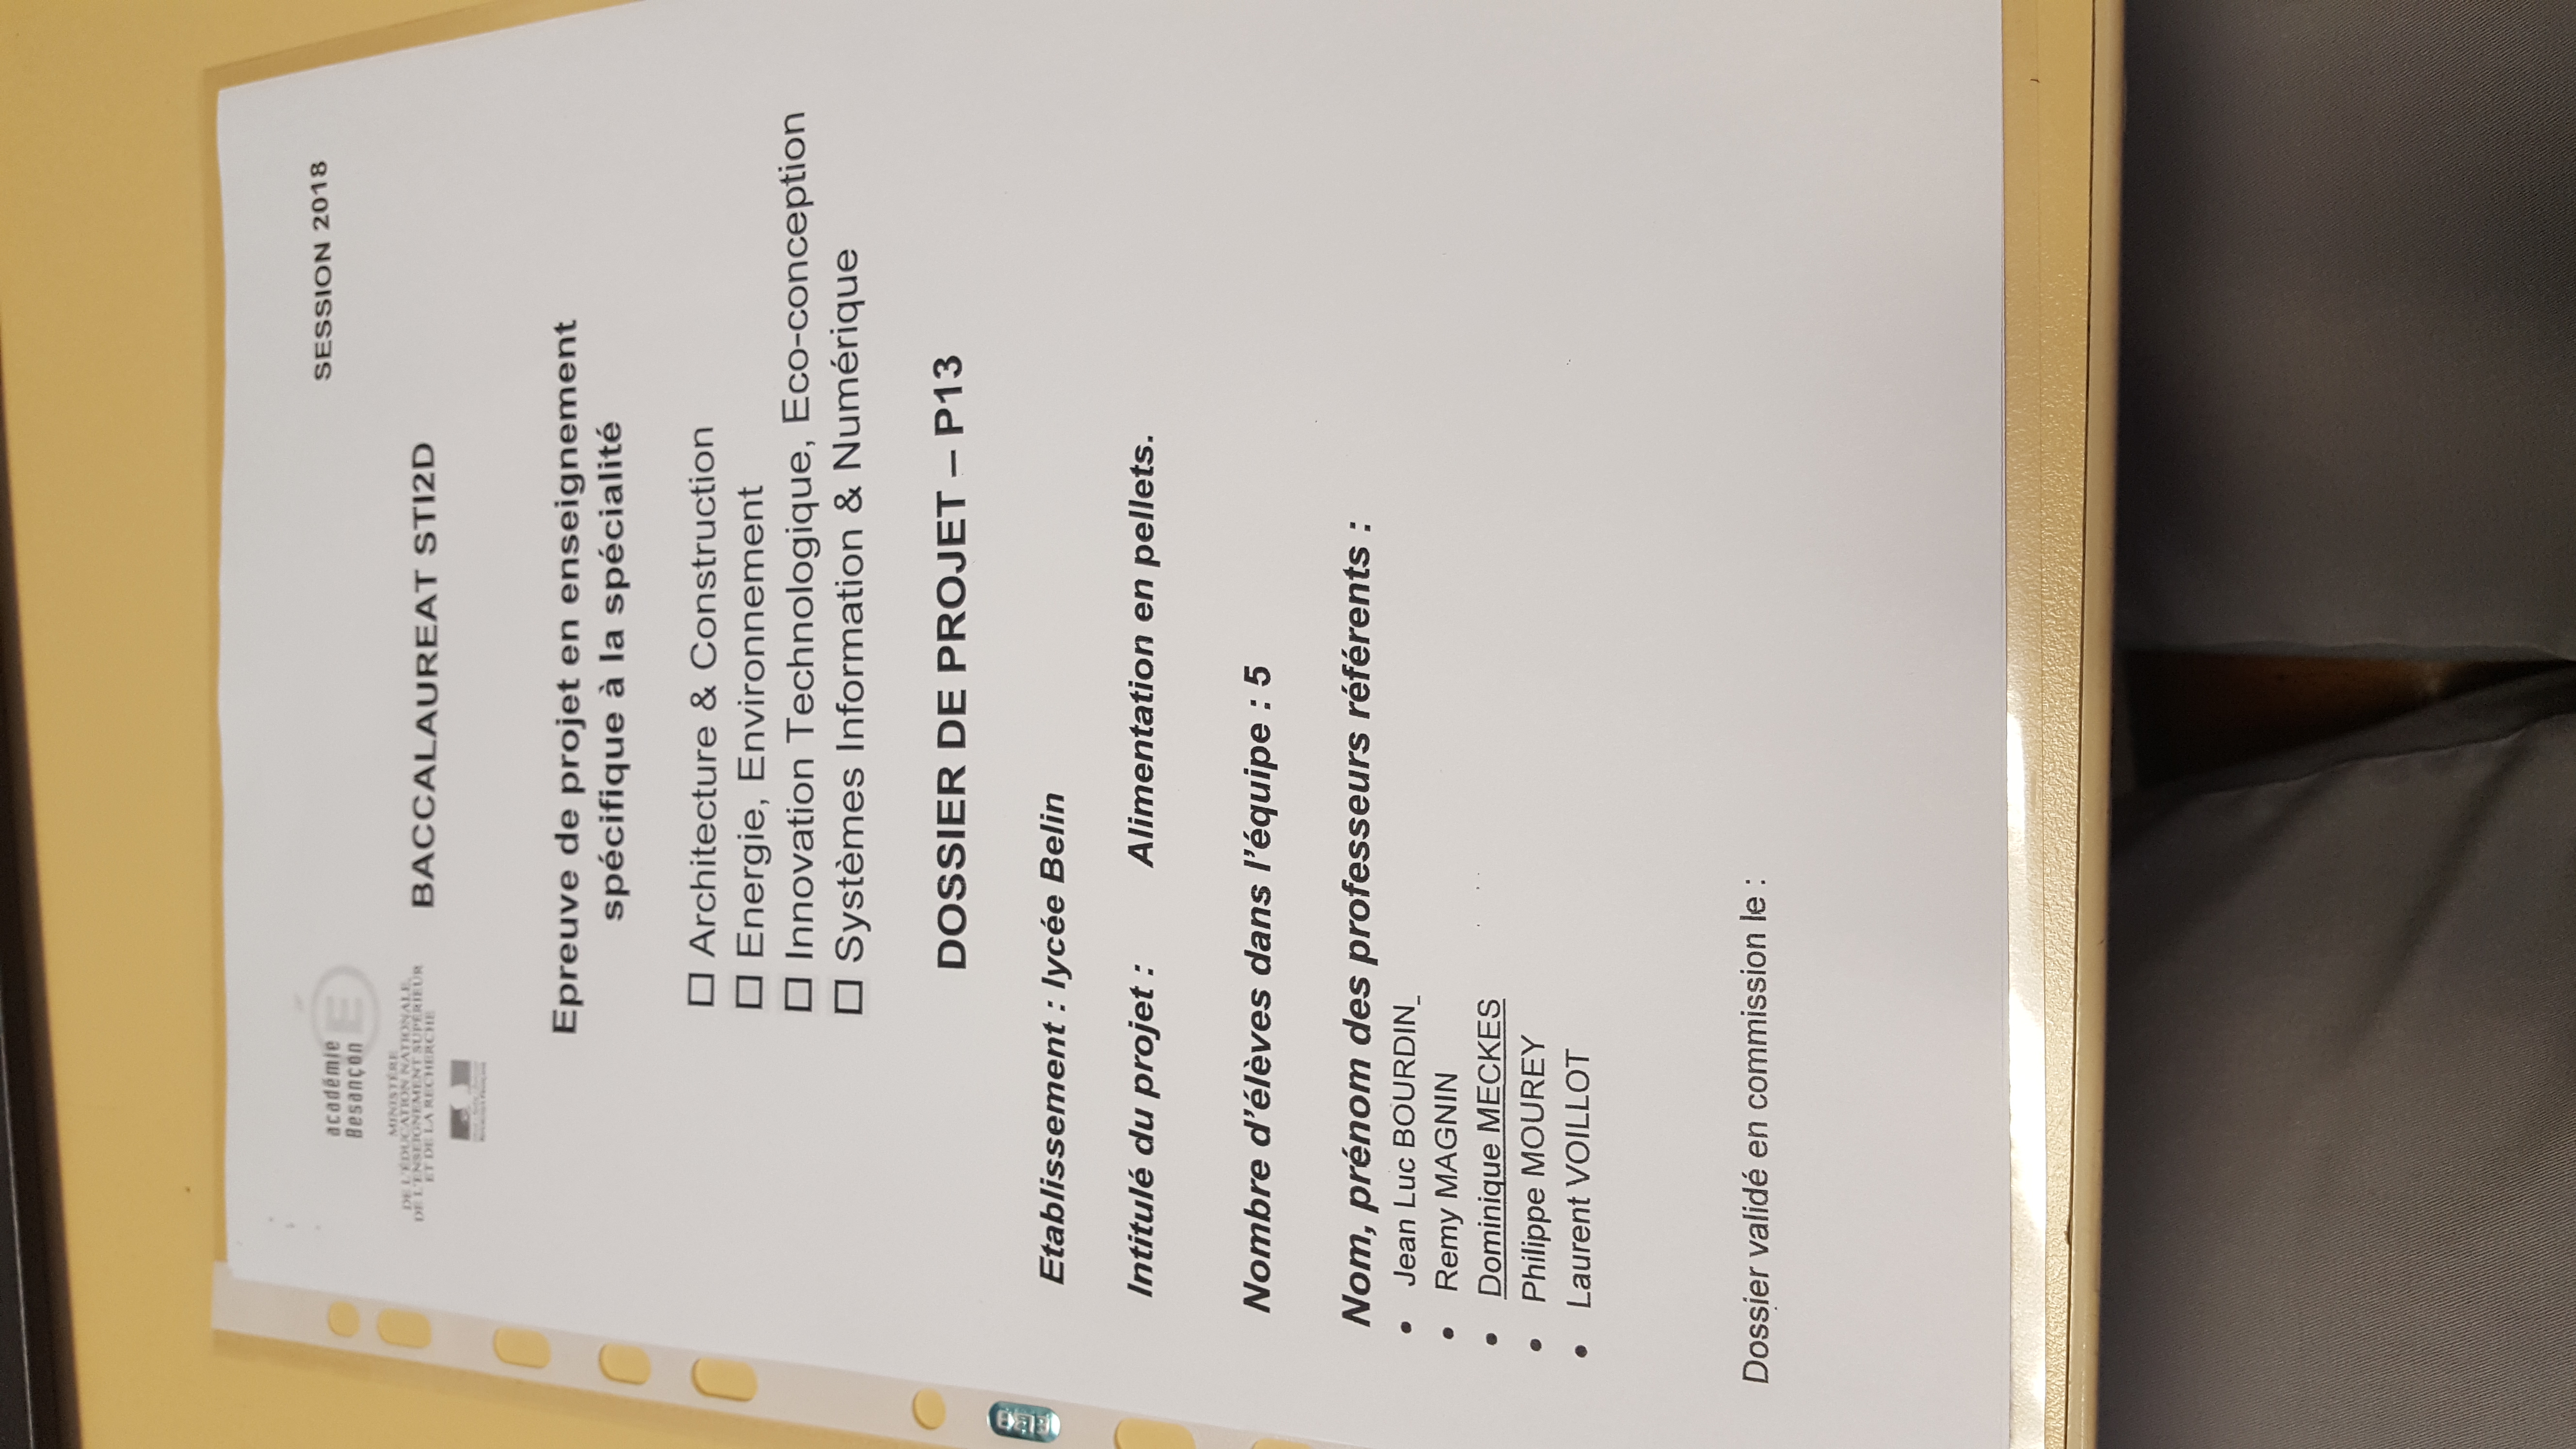 SESSION 2018
académie
Besançon
MINISTÈRE
DE L'ÉDUCATION NATIONALE,
DE L'ENSEIGNEMENT SUPÉRIEUR
ET DE LA RECHERCHE
BACCALAUREAT STI2D
Epreuve de projet en enseignement
spécifique à la spécialité
☐ Architecture & Construction
☐ Energie, Environnement
☐ Innovation Technologique, Eco-conception
☐ Systèmes Information & Numérique
DOSSIER DE PROJET – P13
Etablissement : lycée Belin
Intitulé du projet : Alimentation en pellets.
Nombre d'élèves dans l'équipe : 5
Nom, prénom des professeurs référents :
• Jean Luc BOURDIN_
• Remy MAGNIN
• Dominique MECKES
• Philippe MOUREY
• Laurent VOILLOT
Dossier validé en commission le :